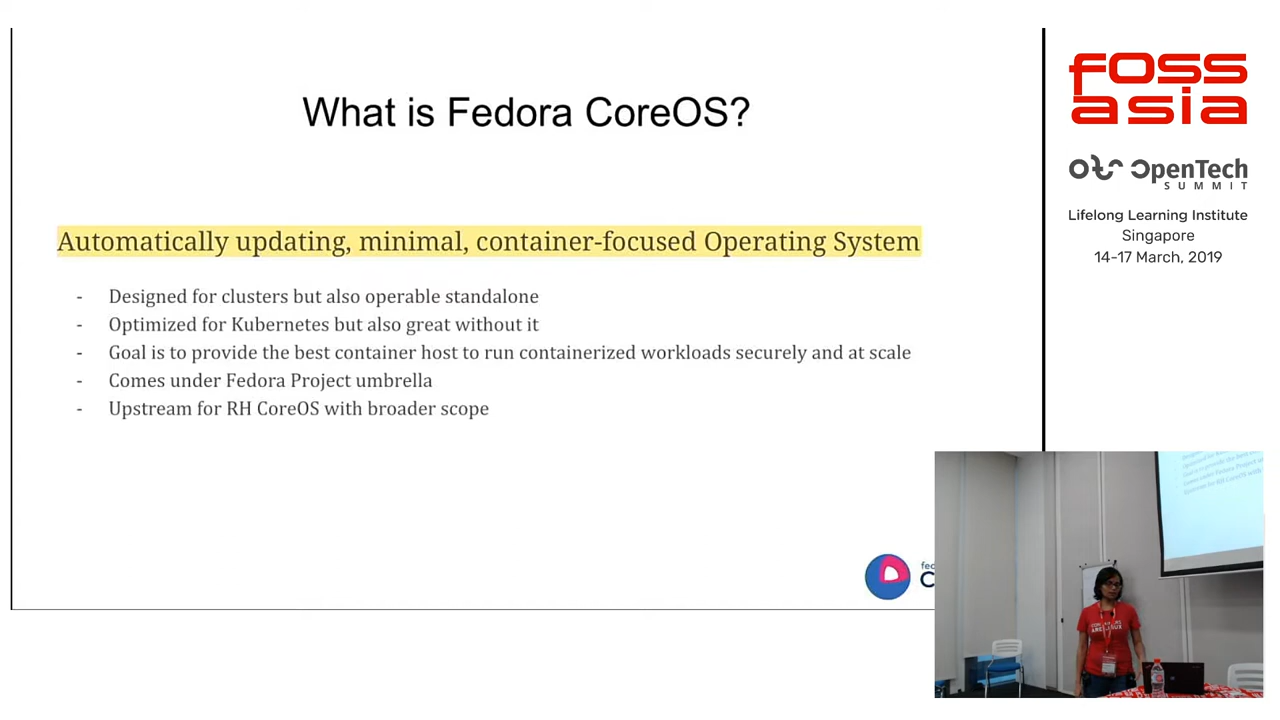 What is Fedora CoreOS?
Automatically updating, minimal, container-focused Operating System
- Designed for clusters but also operable standalone
- Optimized for Kubernetes but also great without it
- Goal is to provide the best container host to run containerized workloads securely and at scale
- Comes under Fedora Project umbrella
- Upstream for RH CoreOS with broader scope
fossasia
OpenTech
SUMMIT
Lifelong Learning Institute
Singapore
14-17 March, 2019